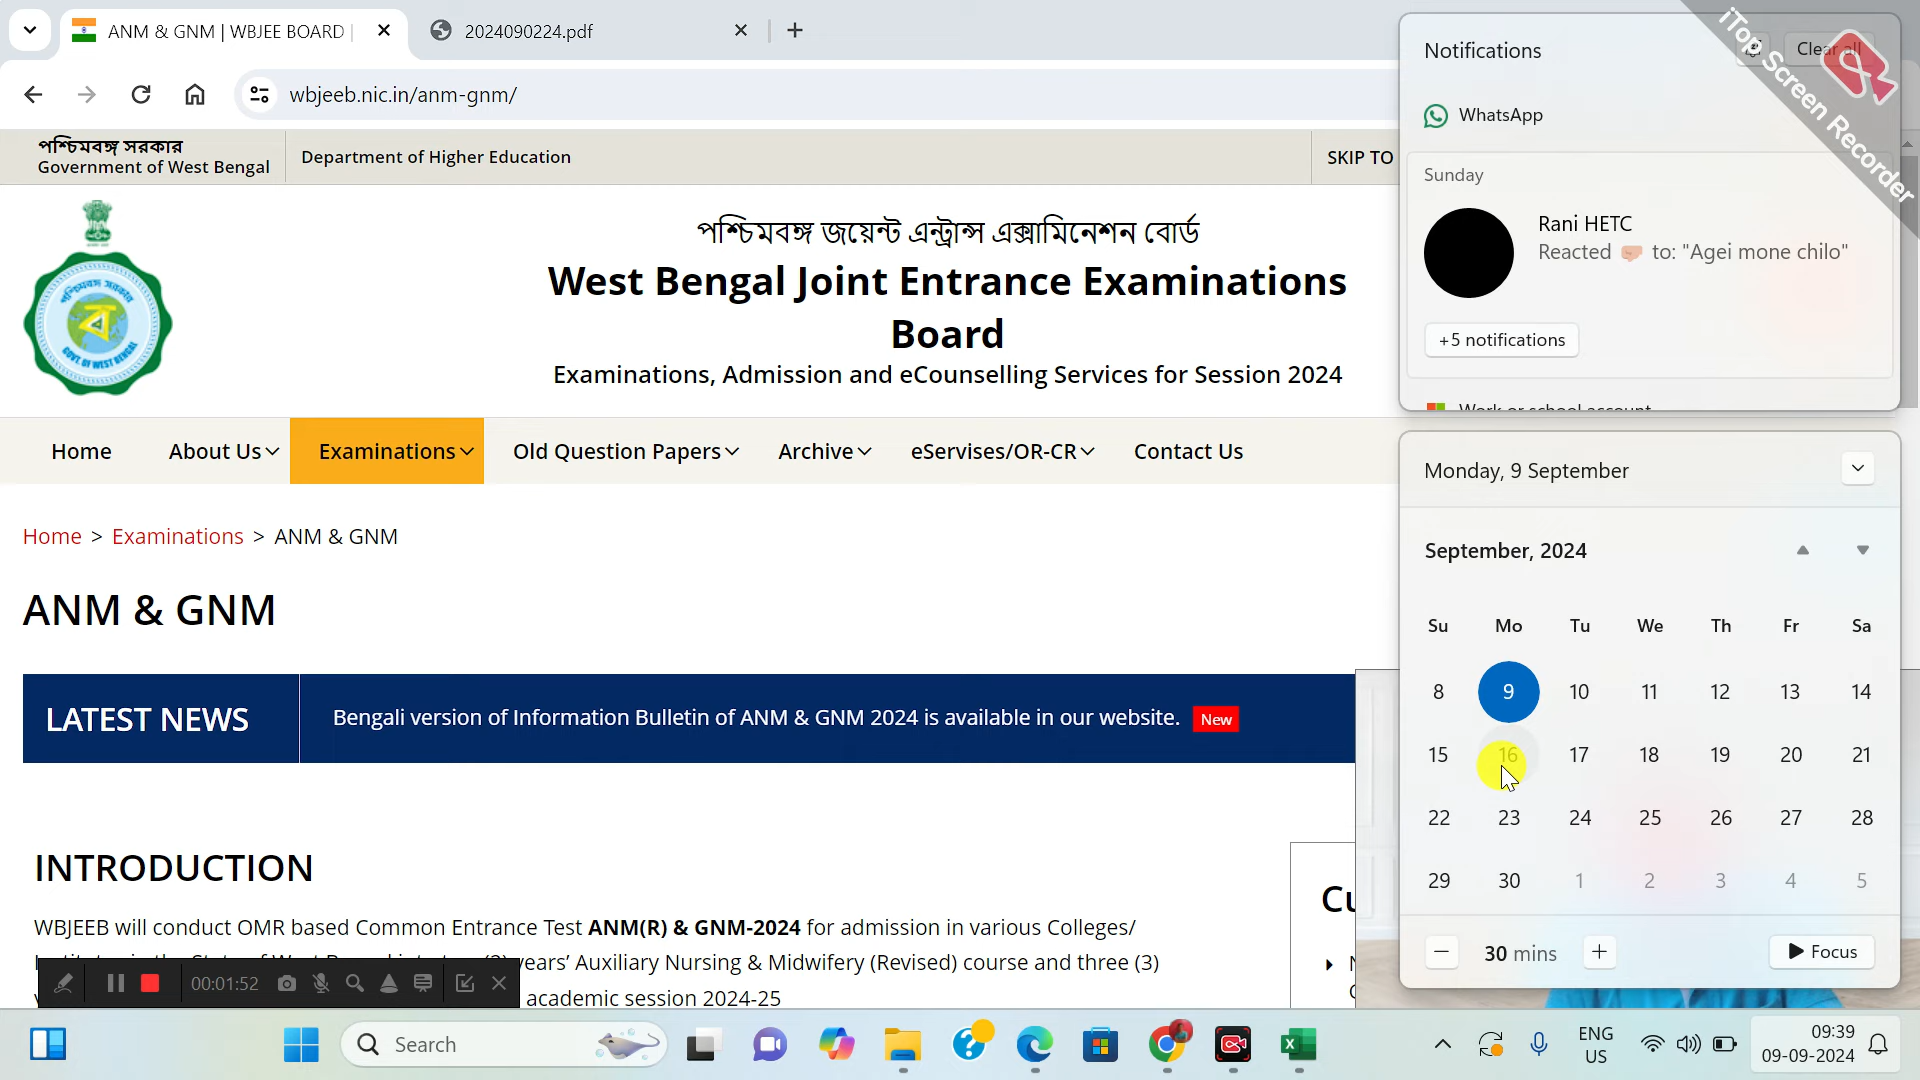 ANM & GNM | WBJEE BOARD |
2024090224.pdf
wbjeeb.nic.in/anm-gnm/
পশ্চিমবঙ্গ সরকার
Government of West Bengal
Department of Higher Education
SKIP TO
পশ্চিমবঙ্গ জয়েন্ট এন্ট্রান্স এক্সামিনেশন বোর্ড
West Bengal Joint Entrance Examinations
Board
Examinations, Admission and eCounselling Services for Session 2024
Home About Us Examinations Old Question Papers Archive eServises/OR-CR Contact Us
Home > Examinations > ANM & GNM
ANM & GNM
LATEST NEWS
Bengali version of Information Bulletin of ANM & GNM 2024 is available in our website. New
INTRODUCTION
WBJEEB will conduct OMR based Common Entrance Test ANM(R) & GNM-2024 for admission in various Colleges/
years' Auxiliary Nursing & Midwifery (Revised) course and three (3)
academic session 2024-25
00:01:52
Notifications
Clear all
iTop Screen Recorder
WhatsApp
Sunday
Rani HETC
Reacted to: "Agei mone chilo"
+5 notifications
Work or school account
Monday, 9 September
September, 2024
Su Mo Tu We Th Fr Sa
8 9 10 11 12 13 14
15 16 17 18 19 20 21
22 23 24 25 26 27 28
29 30 1 2 3 4 5
30 mins
Focus
Search
ENG
US
09:39
09-09-2024